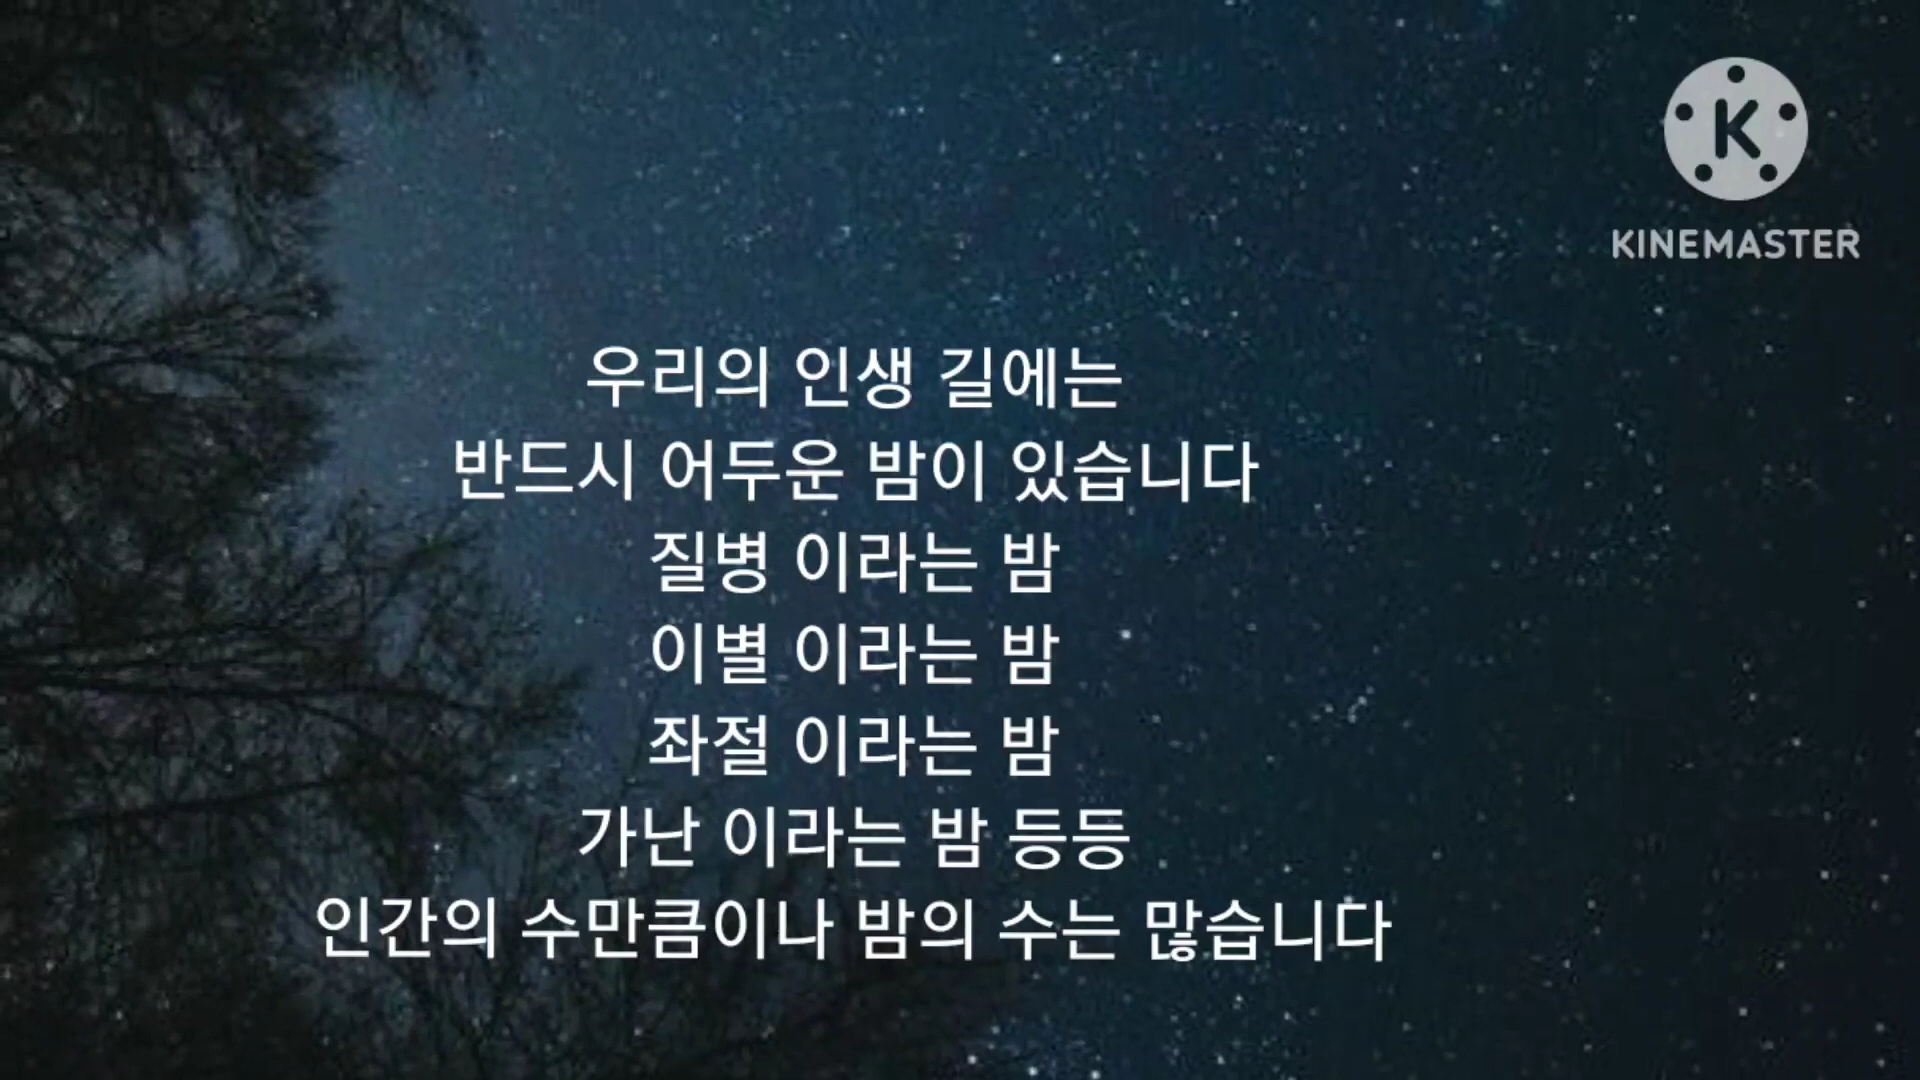 KINEMASTER
우리의 인생 길에는
반드시 어두운 밤이 있습니다
질병 이라는 밤
이별 이라는 밤
좌절 이라는 밤
가난 이라는 밤 등등
인간의 수만큼이나 밤의 수는 많습니다